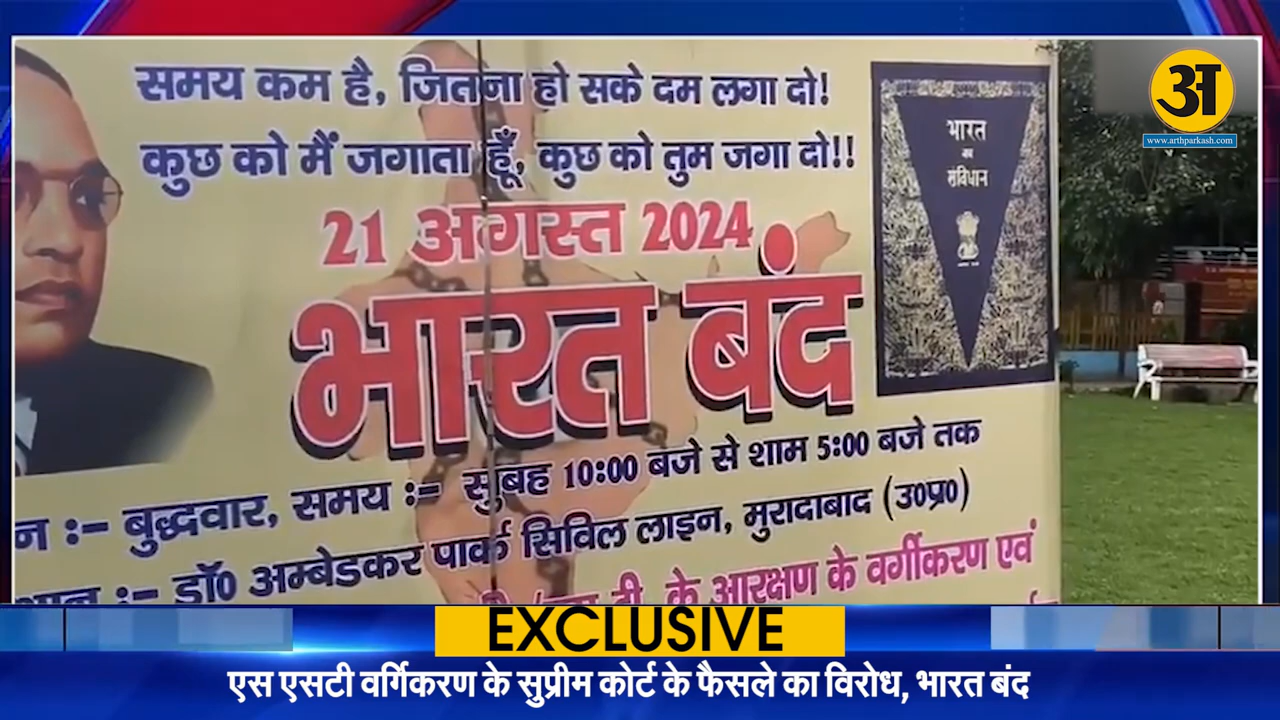 समय कम है, जितना हो सके दम लगा दो!
कुछ को मैं जगाता हूँ, कुछ को तुम जगा दो!!
21 अगस्त 2024
भारत बंद
भारत
का
संविधान
अ
www.arthparkash.com
न :- बुद्धवार, समय :- सुबह 10:00 बजे से शाम 5:00 बजे तक
:- डॉ0 अम्बेडकर पार्क सिविल लाइन, मुरादाबाद (उ0प्र0)
के आरक्षण के वर्गीकरण एवं
EXCLUSIVE
एस एसटी वर्गिकरण के सुप्रीम कोर्ट के फैसले का विरोध, भारत बंद